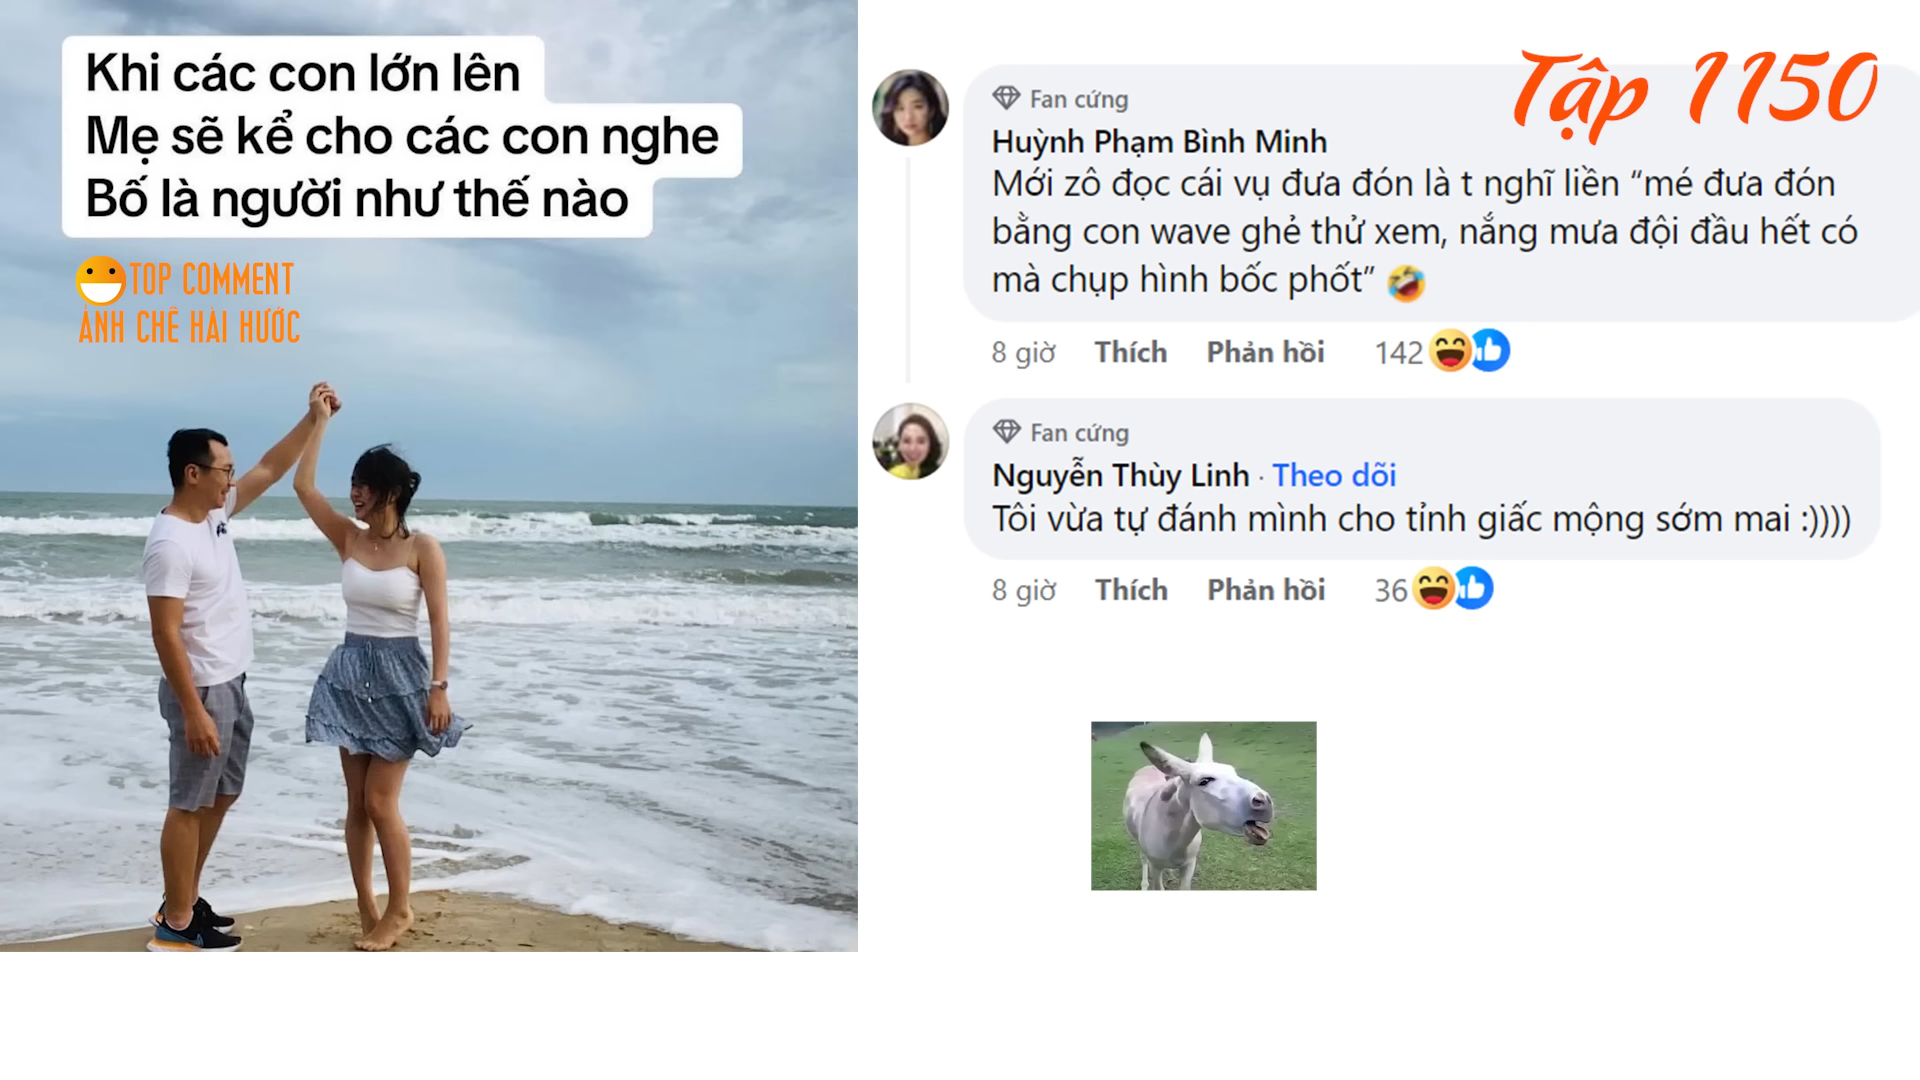 Khi các con lớn lên
Mẹ sẽ kể cho các con nghe
Bố là người như thế nào
TOP COMMENT
ẢNH CHẾ HÀI HƯỚC
Tập 1150
Fan cứng
Huỳnh Phạm Bình Minh
Mới zô đọc cái vụ đưa đón là t nghĩ liền “mé đưa đón
bằng con wave ghẻ thử xem, nắng mưa đội đầu hết có
mà chụp hình bốc phốt” 🤣
8 giờ Thích Phản hồi 142
Fan cứng
Nguyễn Thùy Linh · Theo dõi
Tôi vừa tự đánh mình cho tỉnh giấc mộng sớm mai :))))
8 giờ Thích Phản hồi 36